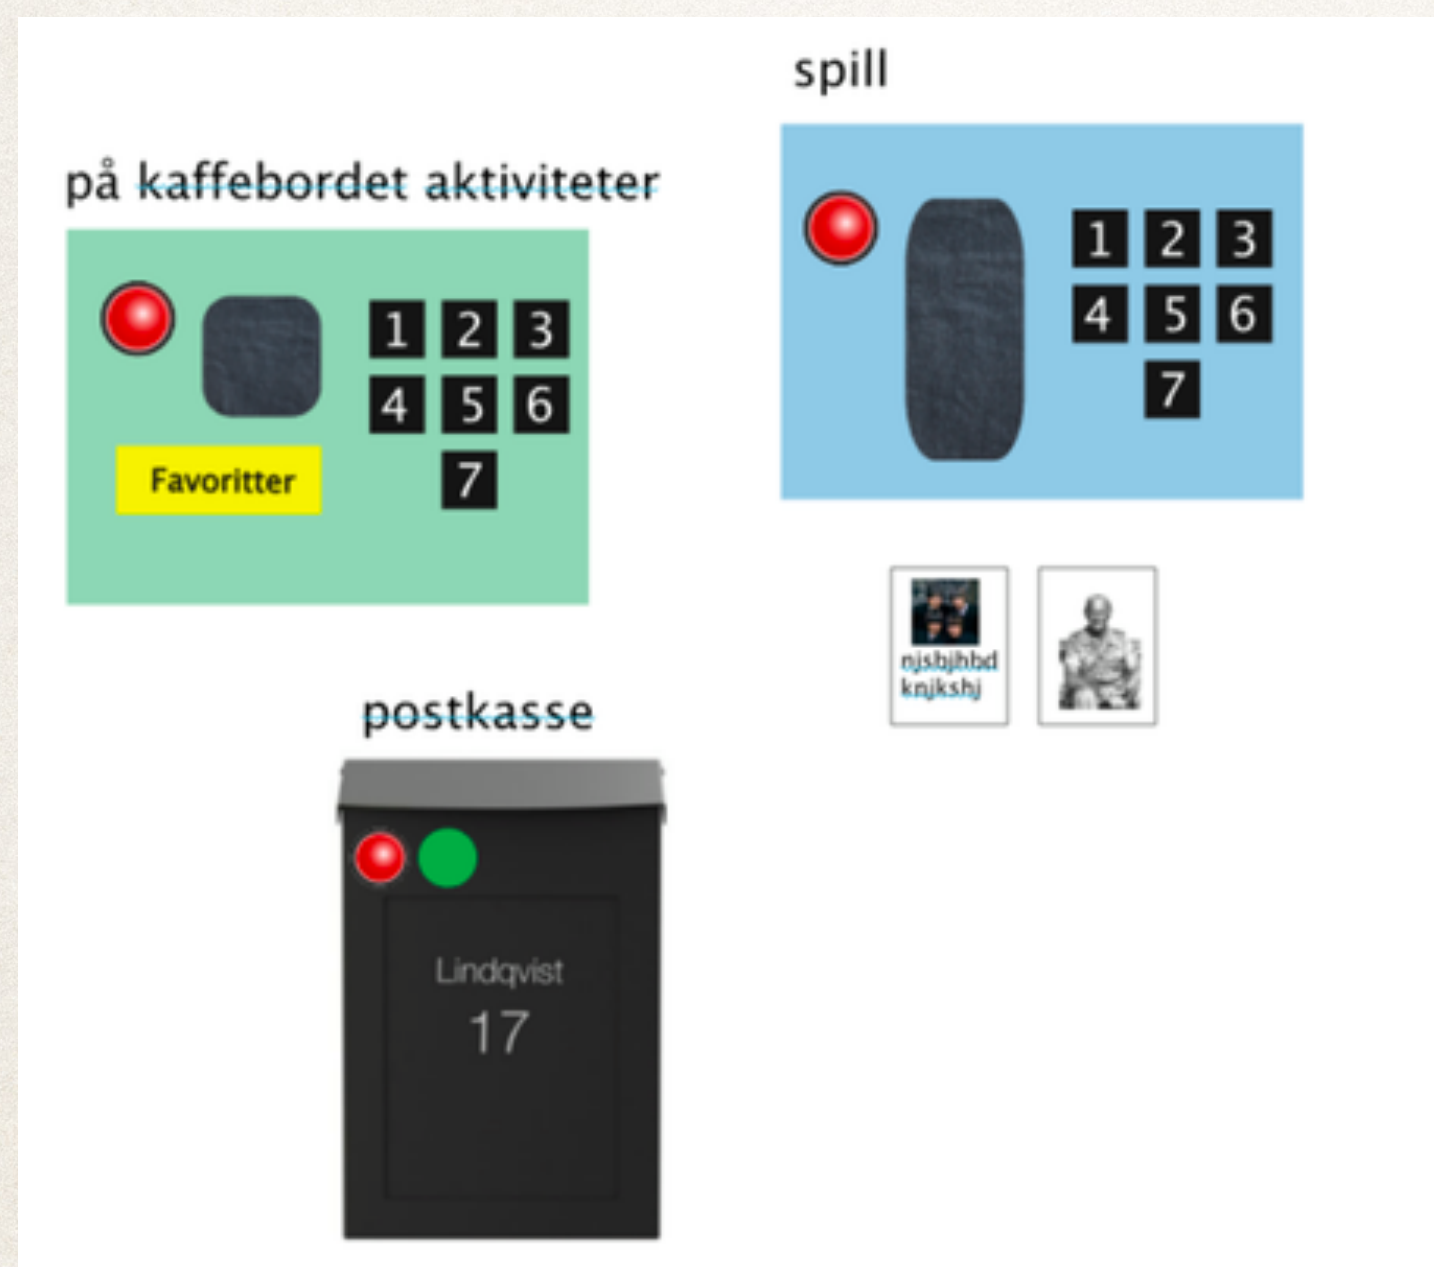 spill
på kaffebordet aktiviteter
1 2 3
4 5 6
7
Favoritter
1 2 3
4 5 6
7
njsbjhbd
knjkshj
postkasse
Lindqvist
17